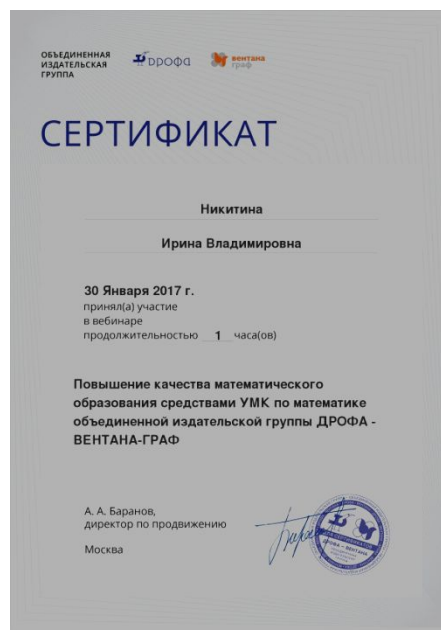 ОБЪЕДИНЕННАЯ
ИЗДАТЕЛЬСКАЯ
ГРУППА
дрофа
вентана
граф
СЕРТИФИКАТ
Никитина
Ирина Владимировна
30 Января 2017 г.
принял(а) участие
в вебинаре
продолжительностью 1 часа(ов)
Повышение качества математического
образования средствами УМК по математике
объединенной издательской группы ДРОФА -
ВЕНТАНА-ГРАФ
А. А. Баранов,
директор по продвижению
Москва
ДРОФА – ВЕНТАНА